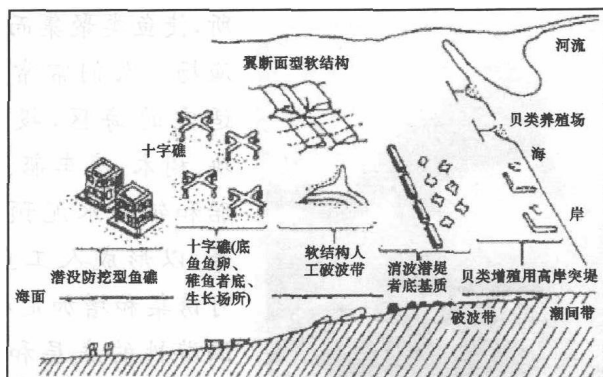 河流
翼断面型软结构
贝类养殖场
十字礁
海
岸
潜没防挖型鱼礁
十字礁(底
鱼鱼卵、
稚鱼者底、
生长场所)
软结构人
工破波带
消波潜堤
者底基质
贝类增殖用高岸突堤
海面
破波带
潮间带